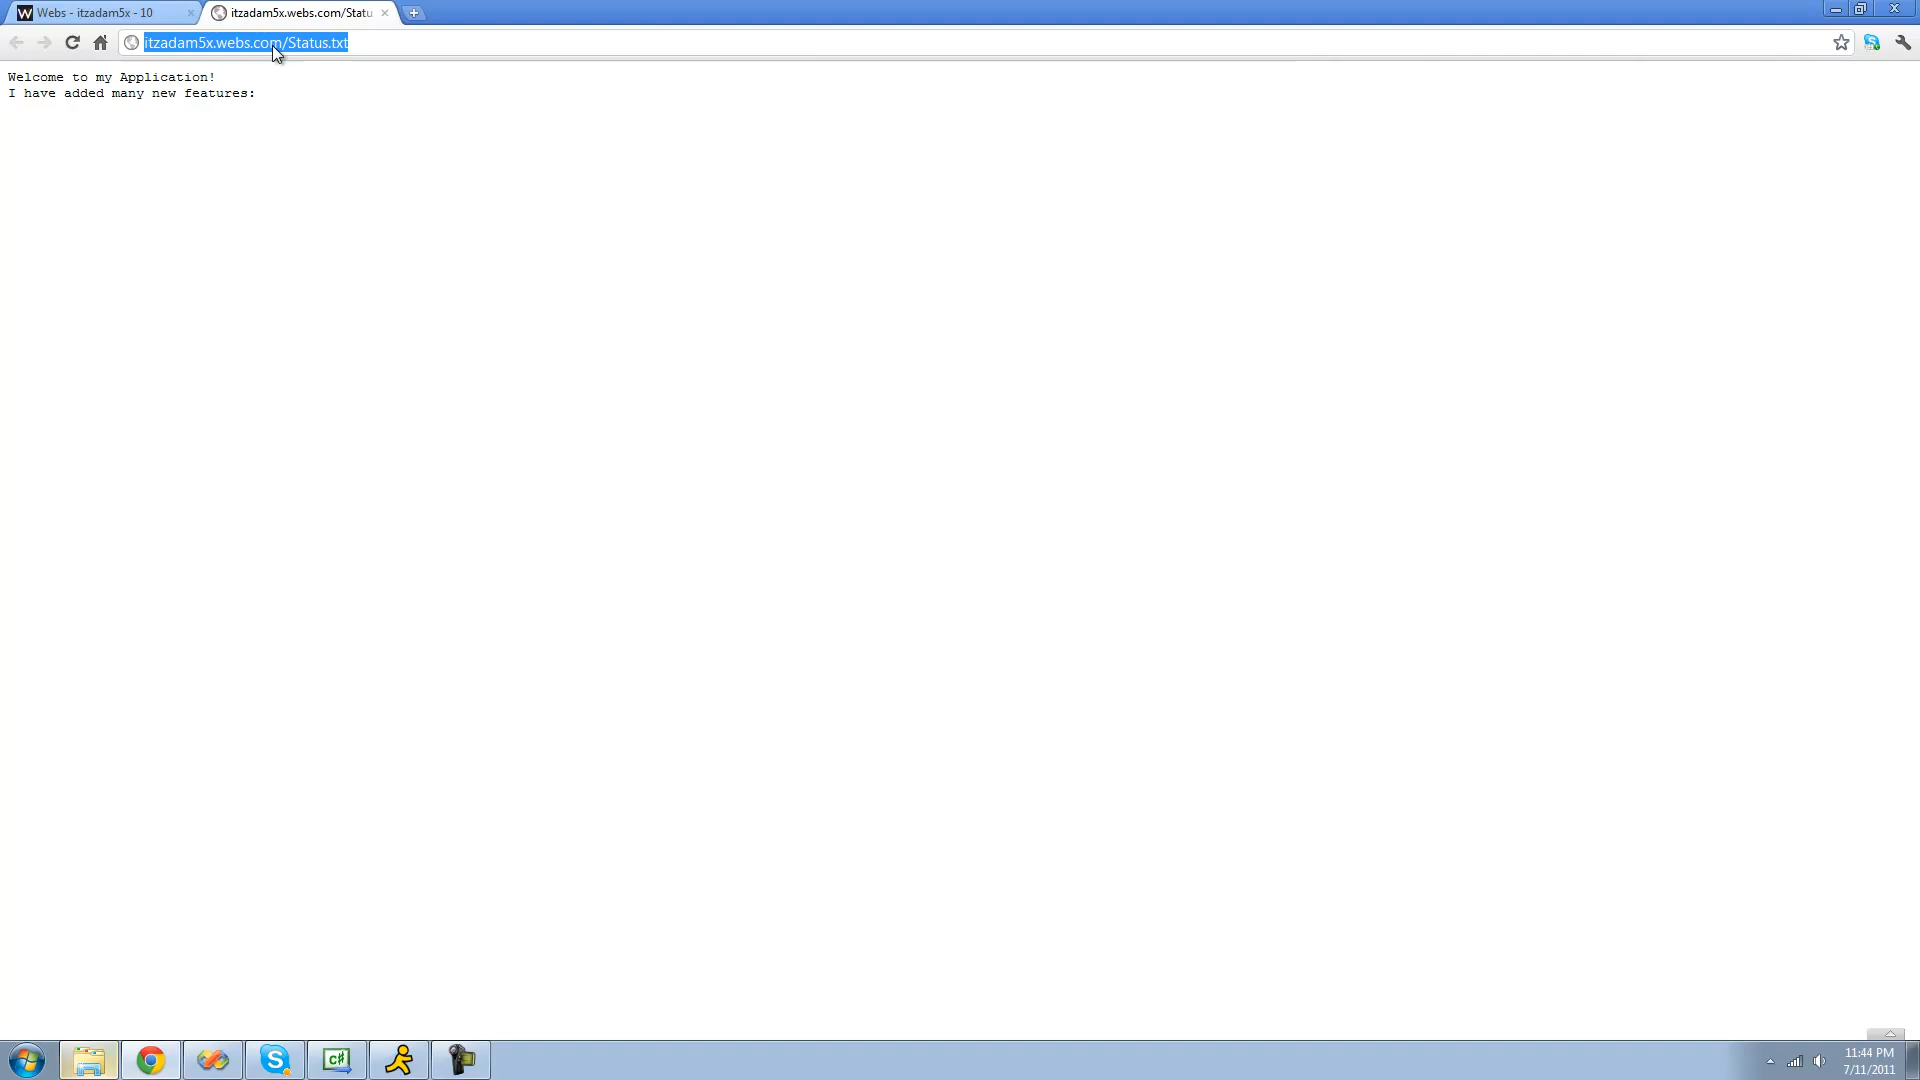 Webs - itzadam5x - 10
itzadam5x.webs.com/Statu
itzadam5x.webs.com/Status.txt
Welcome to my Application!
I have added many new features:
C#
11:44 PM
7/11/2011